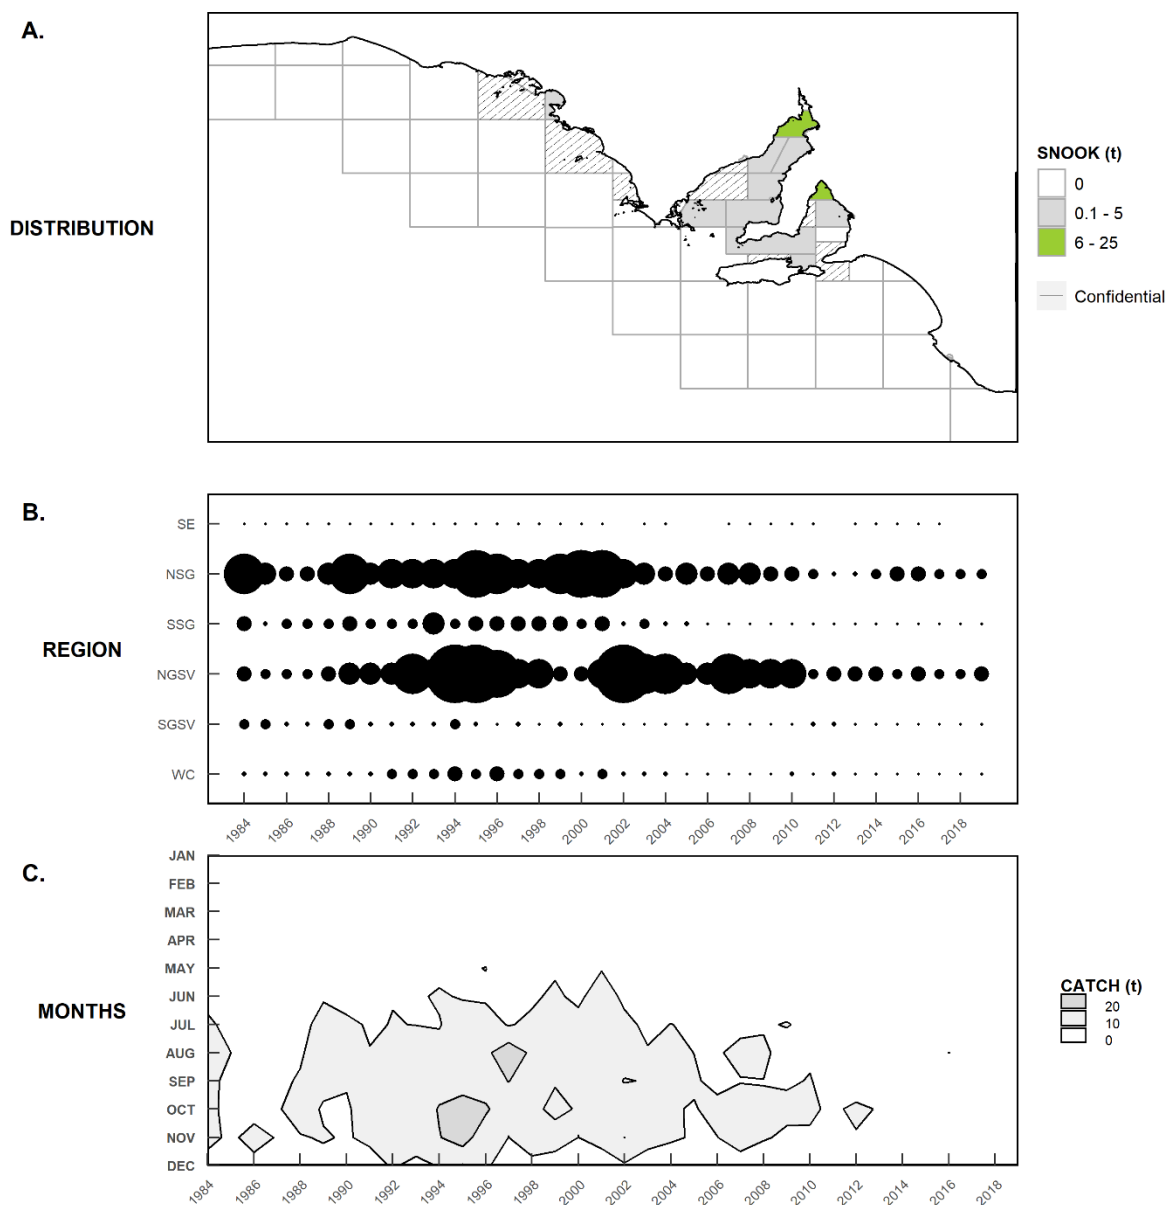 A.
DISTRIBUTION
SNOOK (t)
0
0.1 - 5
6 - 25
Confidential
B.
REGION
SE
NSG
SSG
NGSV
SGSV
WC
1984 1986 1988 1990 1992 1994 1996 1998 2000 2002 2004 2006 2008 2010 2012 2014 2016 2018
C.
MONTHS
JAN
FEB
MAR
APR
MAY
JUN
JUL
AUG
SEP
OCT
NOV
DEC
CATCH (t)
20
10
0
1984 1986 1988 1990 1992 1994 1996 1998 2000 2002 2004 2006 2008 2010 2012 2014 2016 2018